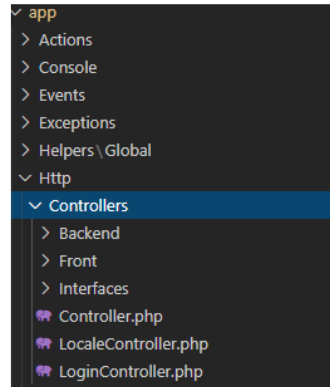 app
Actions
Console
Events
Exceptions
Helpers\Global
Http
Controllers
Backend
Front
Interfaces
Controller.php
LocaleController.php
LoginController.php